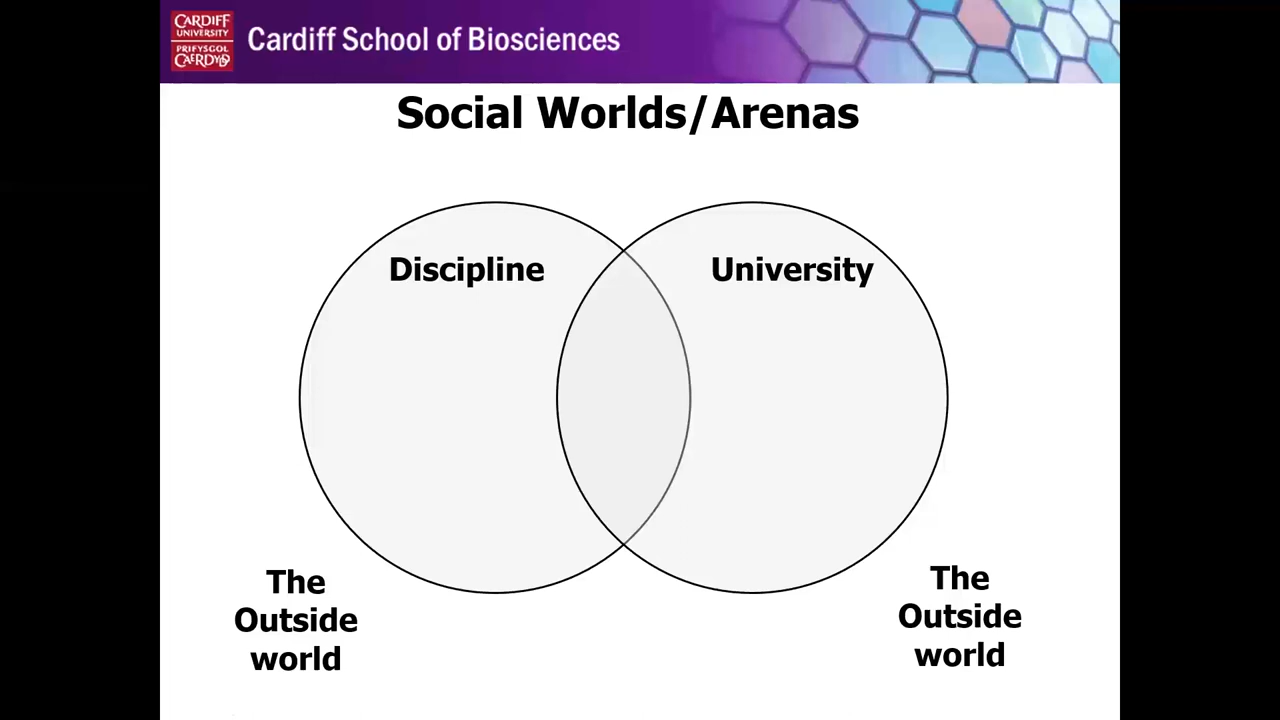 CARDIFF
UNIVERSITY
PRIFYSGOL
CAERDYDD
Cardiff School of Biosciences
Social Worlds/Arenas
Discipline
University
The
Outside
world
The
Outside
world